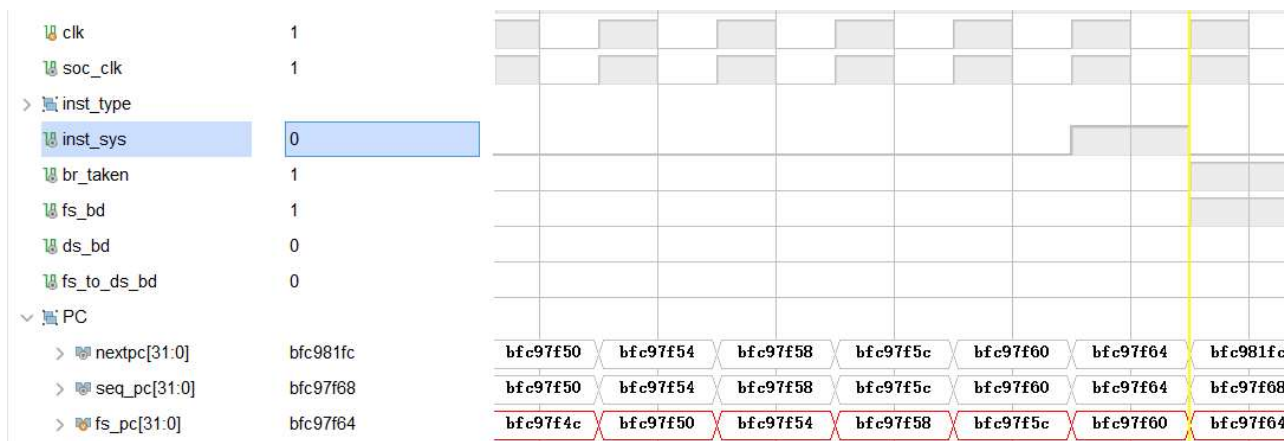 clk 1
soc_clk 1
inst_type
inst_sys 0
br_taken 1
fs_bd 1
ds_bd 0
fs_to_ds_bd 0
PC
nextpc[31:0] bfc981fc bfc97f50 bfc97f54 bfc97f58 bfc97f5c bfc97f60 bfc97f64 bfc981fc
seq_pc[31:0] bfc97f68 bfc97f50 bfc97f54 bfc97f58 bfc97f5c bfc97f60 bfc97f64 bfc97f68
fs_pc[31:0] bfc97f64 bfc97f4c bfc97f50 bfc97f54 bfc97f58 bfc97f5c bfc97f60 bfc97f64